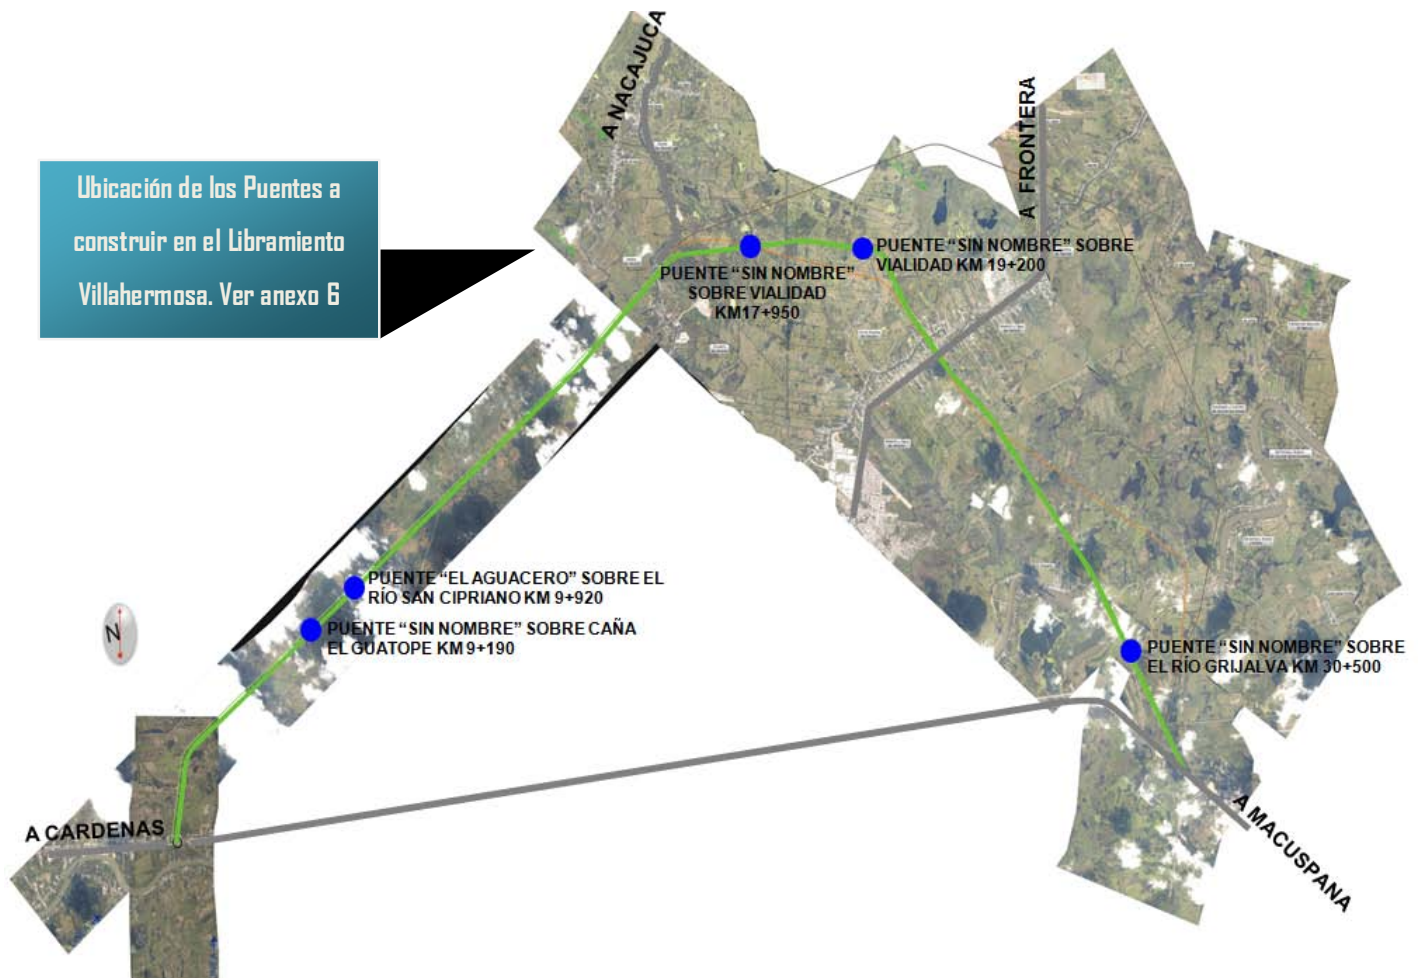 A NACAJUCA
A FRONTERA
Ubicación de los Puentes a
construir en el Libramiento
Villahermosa. Ver anexo 6
PUENTE “SIN NOMBRE” SOBRE
VIALIDAD KM 19+200
PUENTE “SIN NOMBRE”
SOBRE VIALIDAD
KM17+950
PUENTE “EL AGUACERO” SOBRE EL
RÍO SAN CIPRIANO KM 9+920
PUENTE “SIN NOMBRE” SOBRE CAÑA
EL GUATOPE KM 9+190
N
PUENTE “SIN NOMBRE” SOBRE
EL RÍO GRIJALVA KM 30+500
A CARDENAS
A MACUSPANA